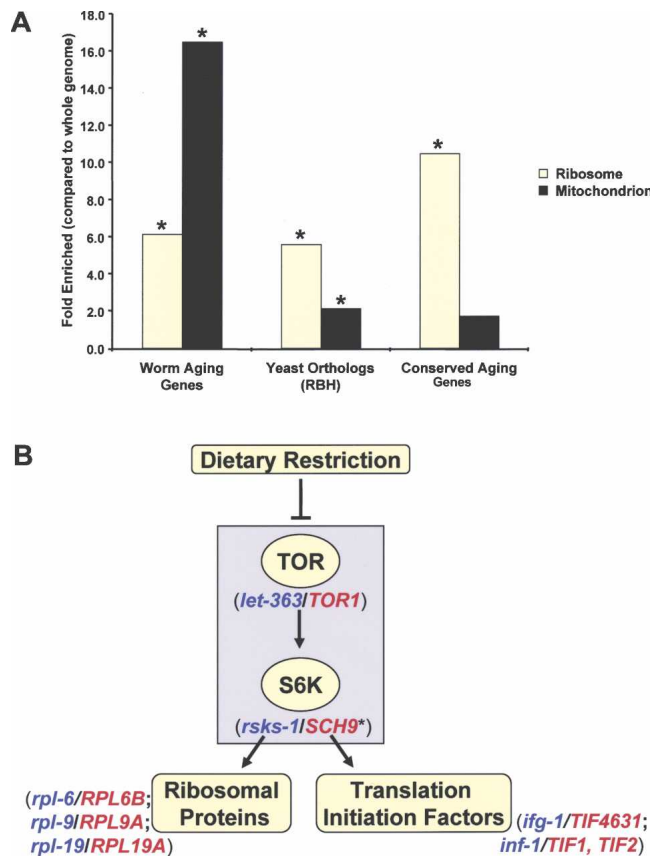 A
Fold Enriched (compared to whole genome)
18.0
16.0
14.0
12.0
10.0
8.0
6.0
4.0
2.0
0.0
*
*
*
*
*
Ribosome
Mitochondrion
Worm Aging
Genes
Yeast Orthologs
(RBH)
Conserved Aging
Genes
B
Dietary Restriction
TOR
(let-363/TOR1)
S6K
(rsks-1/SCH9*)
Ribosomal
Proteins
Translation
Initiation Factors
(rpl-6/RPL6B;
rpl-9/RPL9A;
rpl-19/RPL19A)
(ifg-1/TIF4631;
inf-1/TIF1, TIF2)